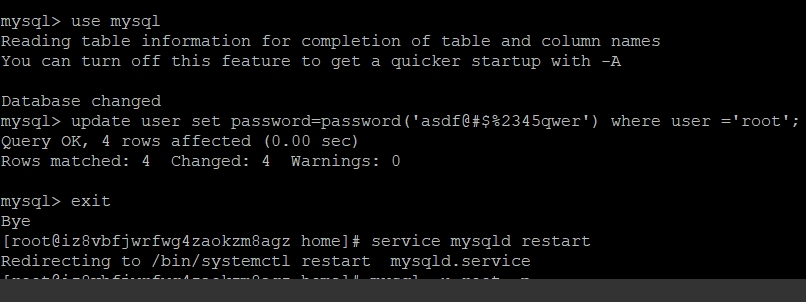 mysql> use mysql
Reading table information for completion of table and column names
You can turn off this feature to get a quicker startup with -A
Database changed
mysql> update user set password=password('asdf@#$%2345qwer') where user ='root';
Query OK, 4 rows affected (0.00 sec)
Rows matched: 4  Changed: 4  Warnings: 0
mysql> exit
Bye
[root@iz8vbfjwrfwg4zaokzm8agz home]# service mysqld restart
Redirecting to /bin/systemctl restart  mysqld.service